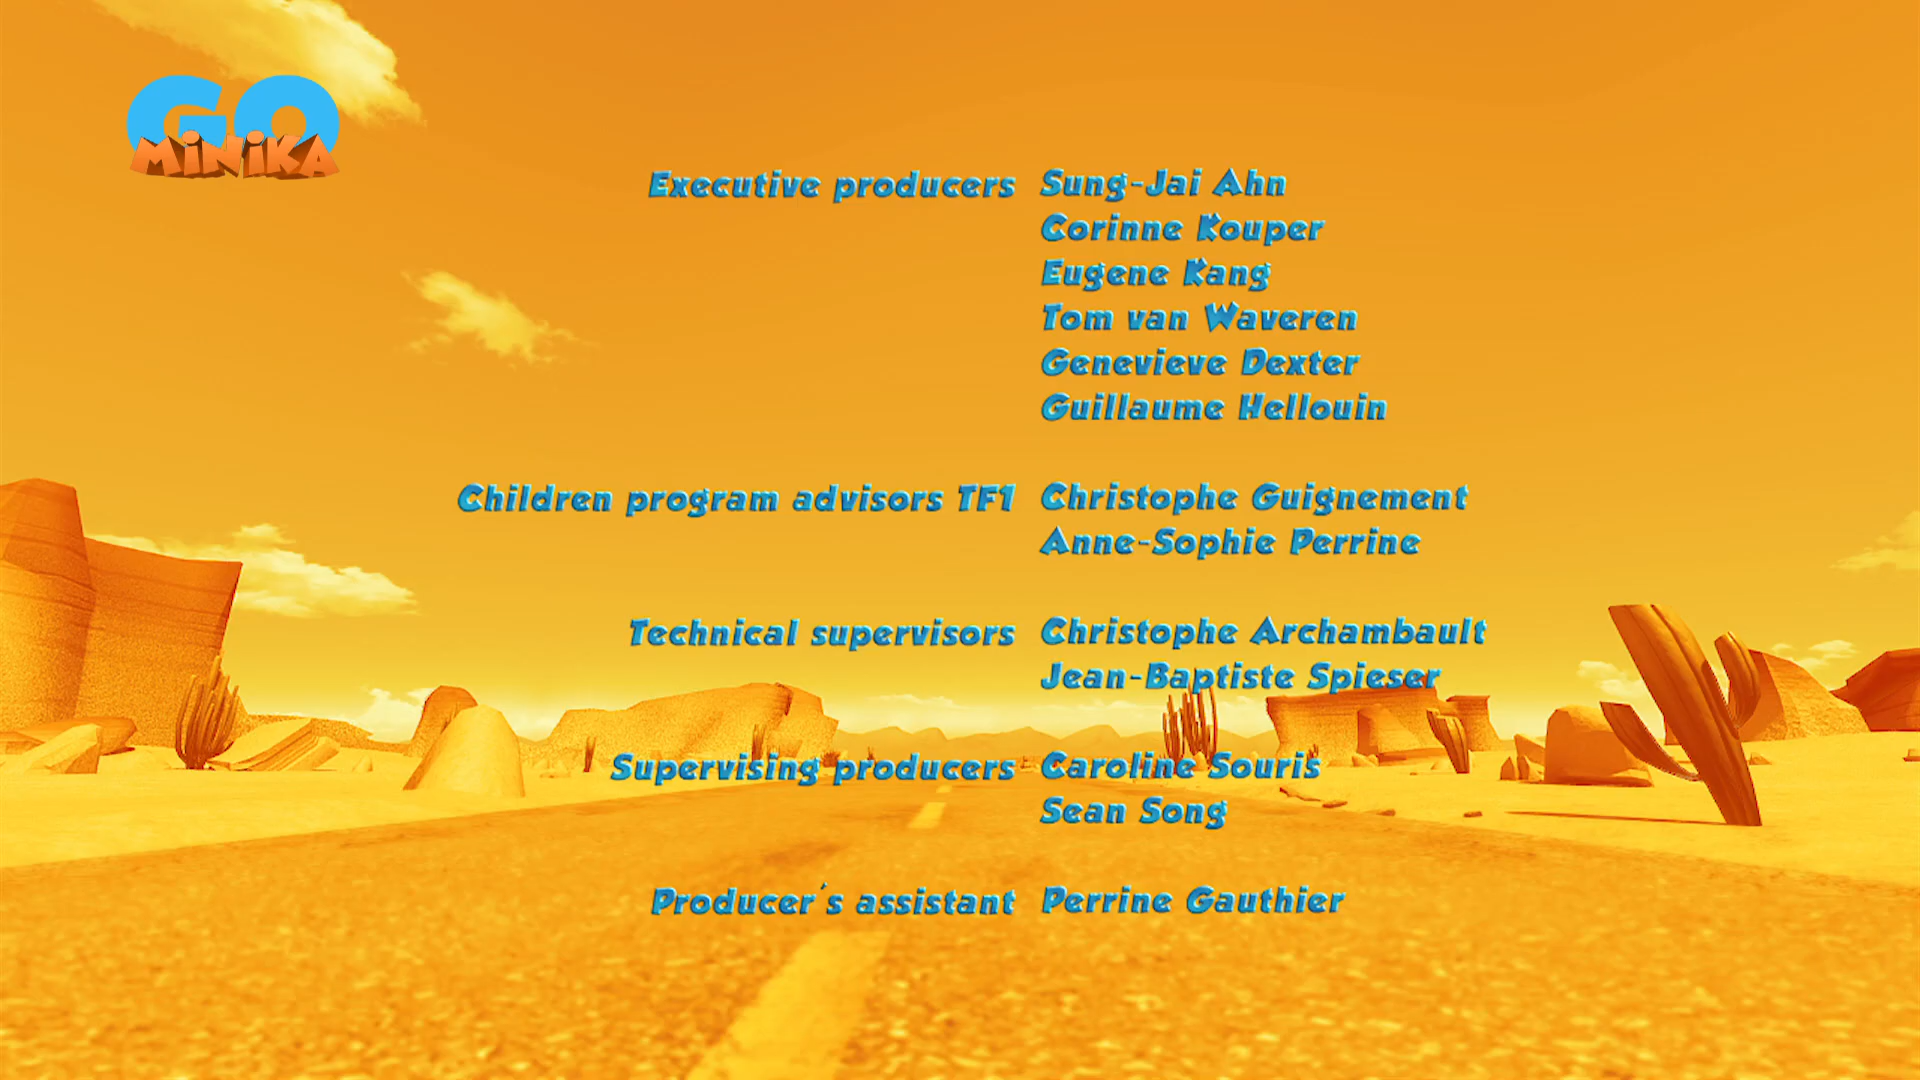 GO
MiNiKA
Executive producers Sung-Jai Ahn
Corinne Kouper
Eugene Kang
Tom van Waveren
Genevieve Dexter
Guillaume Hellouin
Children program advisors TF1 Christophe Guignement
Anne-Sophie Perrine
Technical supervisors Christophe Archambault
Jean-Baptiste Spieser
Supervising producers Caroline Souris
Sean Song
Producer's assistant Perrine Gauthier